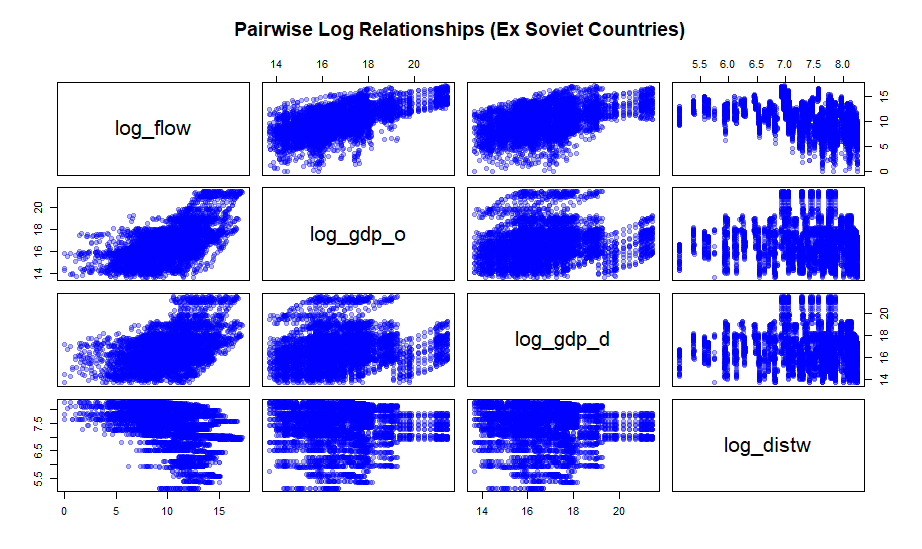 Pairwise Log Relationships (Ex Soviet Countries)
14 16 18 20
5.5 6.0 6.5 7.0 7.5 8.0
log_flow
0 5 10 15
14 16 18 20
log_gdp_o
log_gdp_d
14 16 18 20
5.5 6.5 7.5
log_distw
0 5 10 15
14 16 18 20